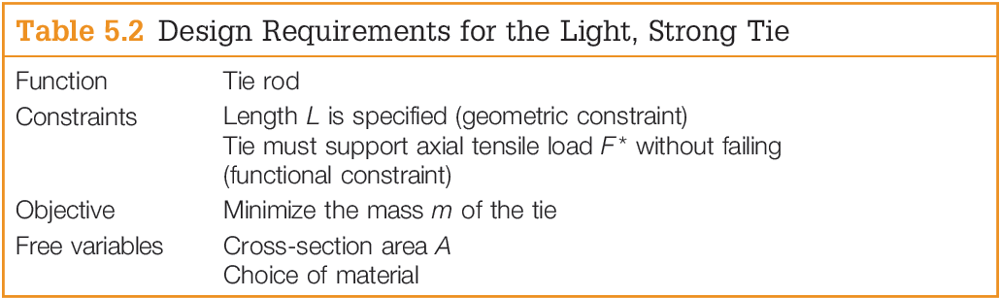 Table 5.2 Design Requirements for the Light, Strong Tie
Function Tie rod
Constraints Length L is specified (geometric constraint)
Tie must support axial tensile load F* without failing
(functional constraint)
Objective Minimize the mass m of the tie
Free variables Cross-section area A
Choice of material